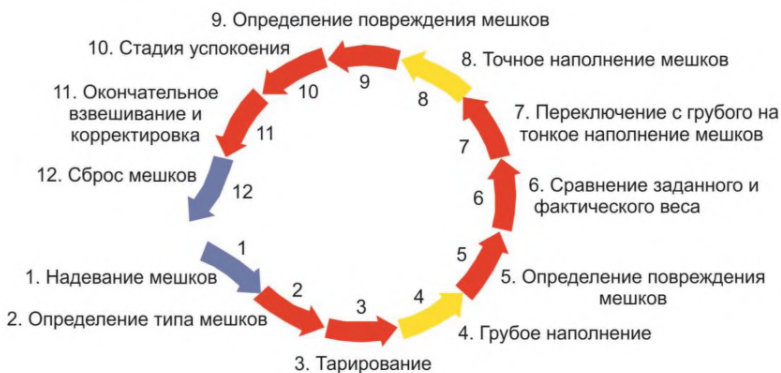 9. Определение повреждения мешков
10. Стадия успокоения
11. Окончательное
взвешивание и
корректировка
12. Сброс мешков
1. Надевание мешков
2. Определение типа мешков
3. Тарирование
4. Грубое наполнение
5. Определение повреждения
мешков
6. Сравнение заданного и
фактического веса
7. Переключение с грубого на
тонкое наполнение мешков
8. Точное наполнение мешков
1
2
3
4
5
6
7
8
9
10
11
12